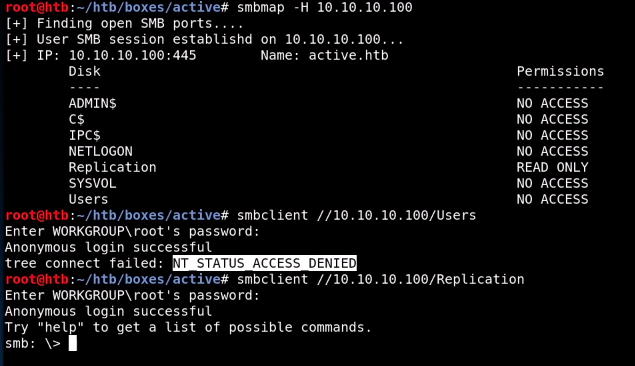 root@htb:~/htb/boxes/active# smbmap -H 10.10.10.100
[+] Finding open SMB ports....
[+] User SMB session establishd on 10.10.10.100...
[+] IP: 10.10.10.100:445        Name: active.htb
        Disk                                                    Permissions
        ----                                                    -----------
        ADMIN$                                                  NO ACCESS
        C$                                                      NO ACCESS
        IPC$                                                    NO ACCESS
        NETLOGON                                                NO ACCESS
        Replication                                             READ ONLY
        SYSVOL                                                  NO ACCESS
        Users                                                   NO ACCESS
root@htb:~/htb/boxes/active# smbclient //10.10.10.100/Users
Enter WORKGROUP\root's password:
Anonymous login successful
tree connect failed: NT_STATUS_ACCESS_DENIED
root@htb:~/htb/boxes/active# smbclient //10.10.10.100/Replication
Enter WORKGROUP\root's password:
Anonymous login successful
Try "help" to get a list of possible commands.
smb: \>